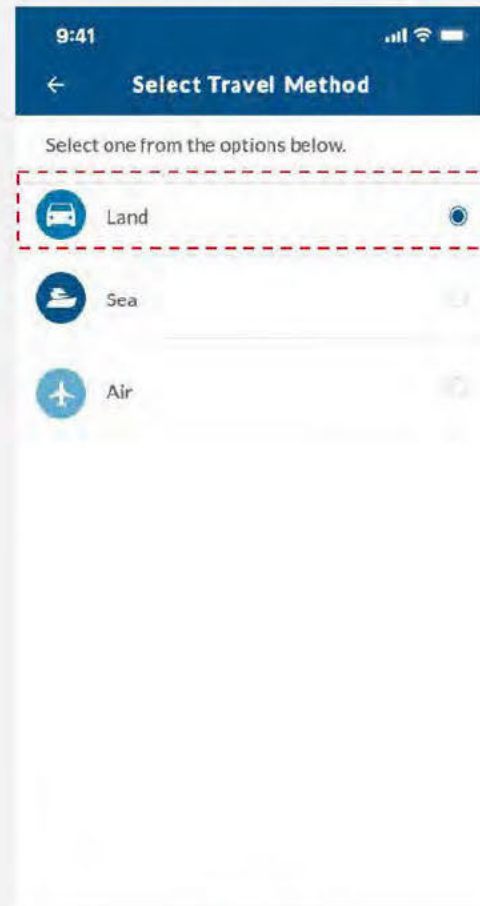 9:41
Select Travel Method
Select one from the options below.
Land
Sea
Air